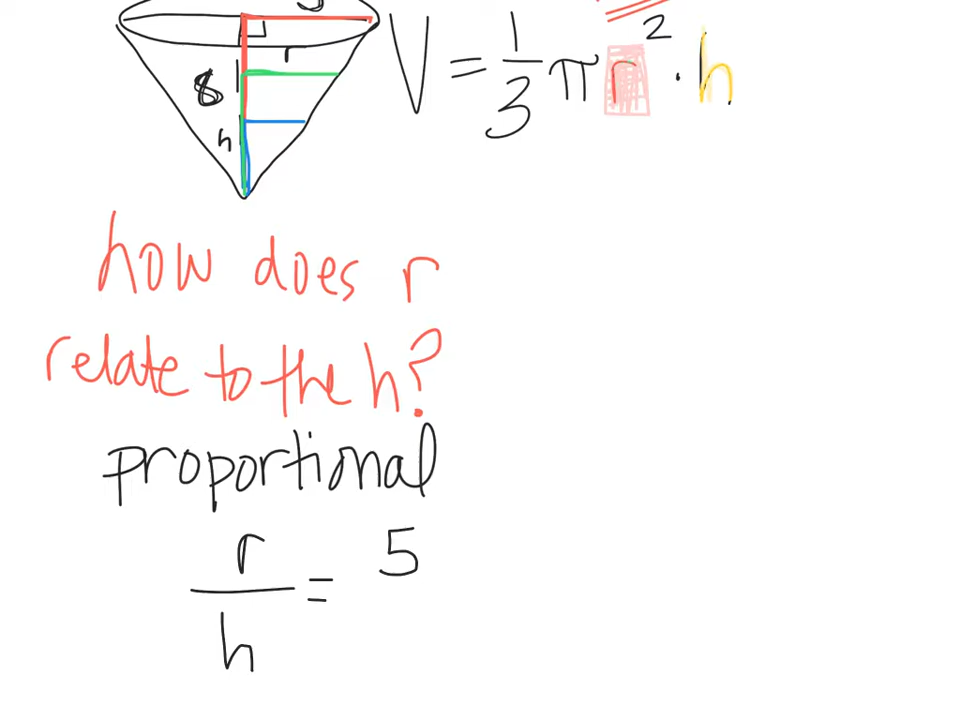 r
8
h
V = 1/3 π r² · h
how does r
relate to the h?
proportional
r/h = 5